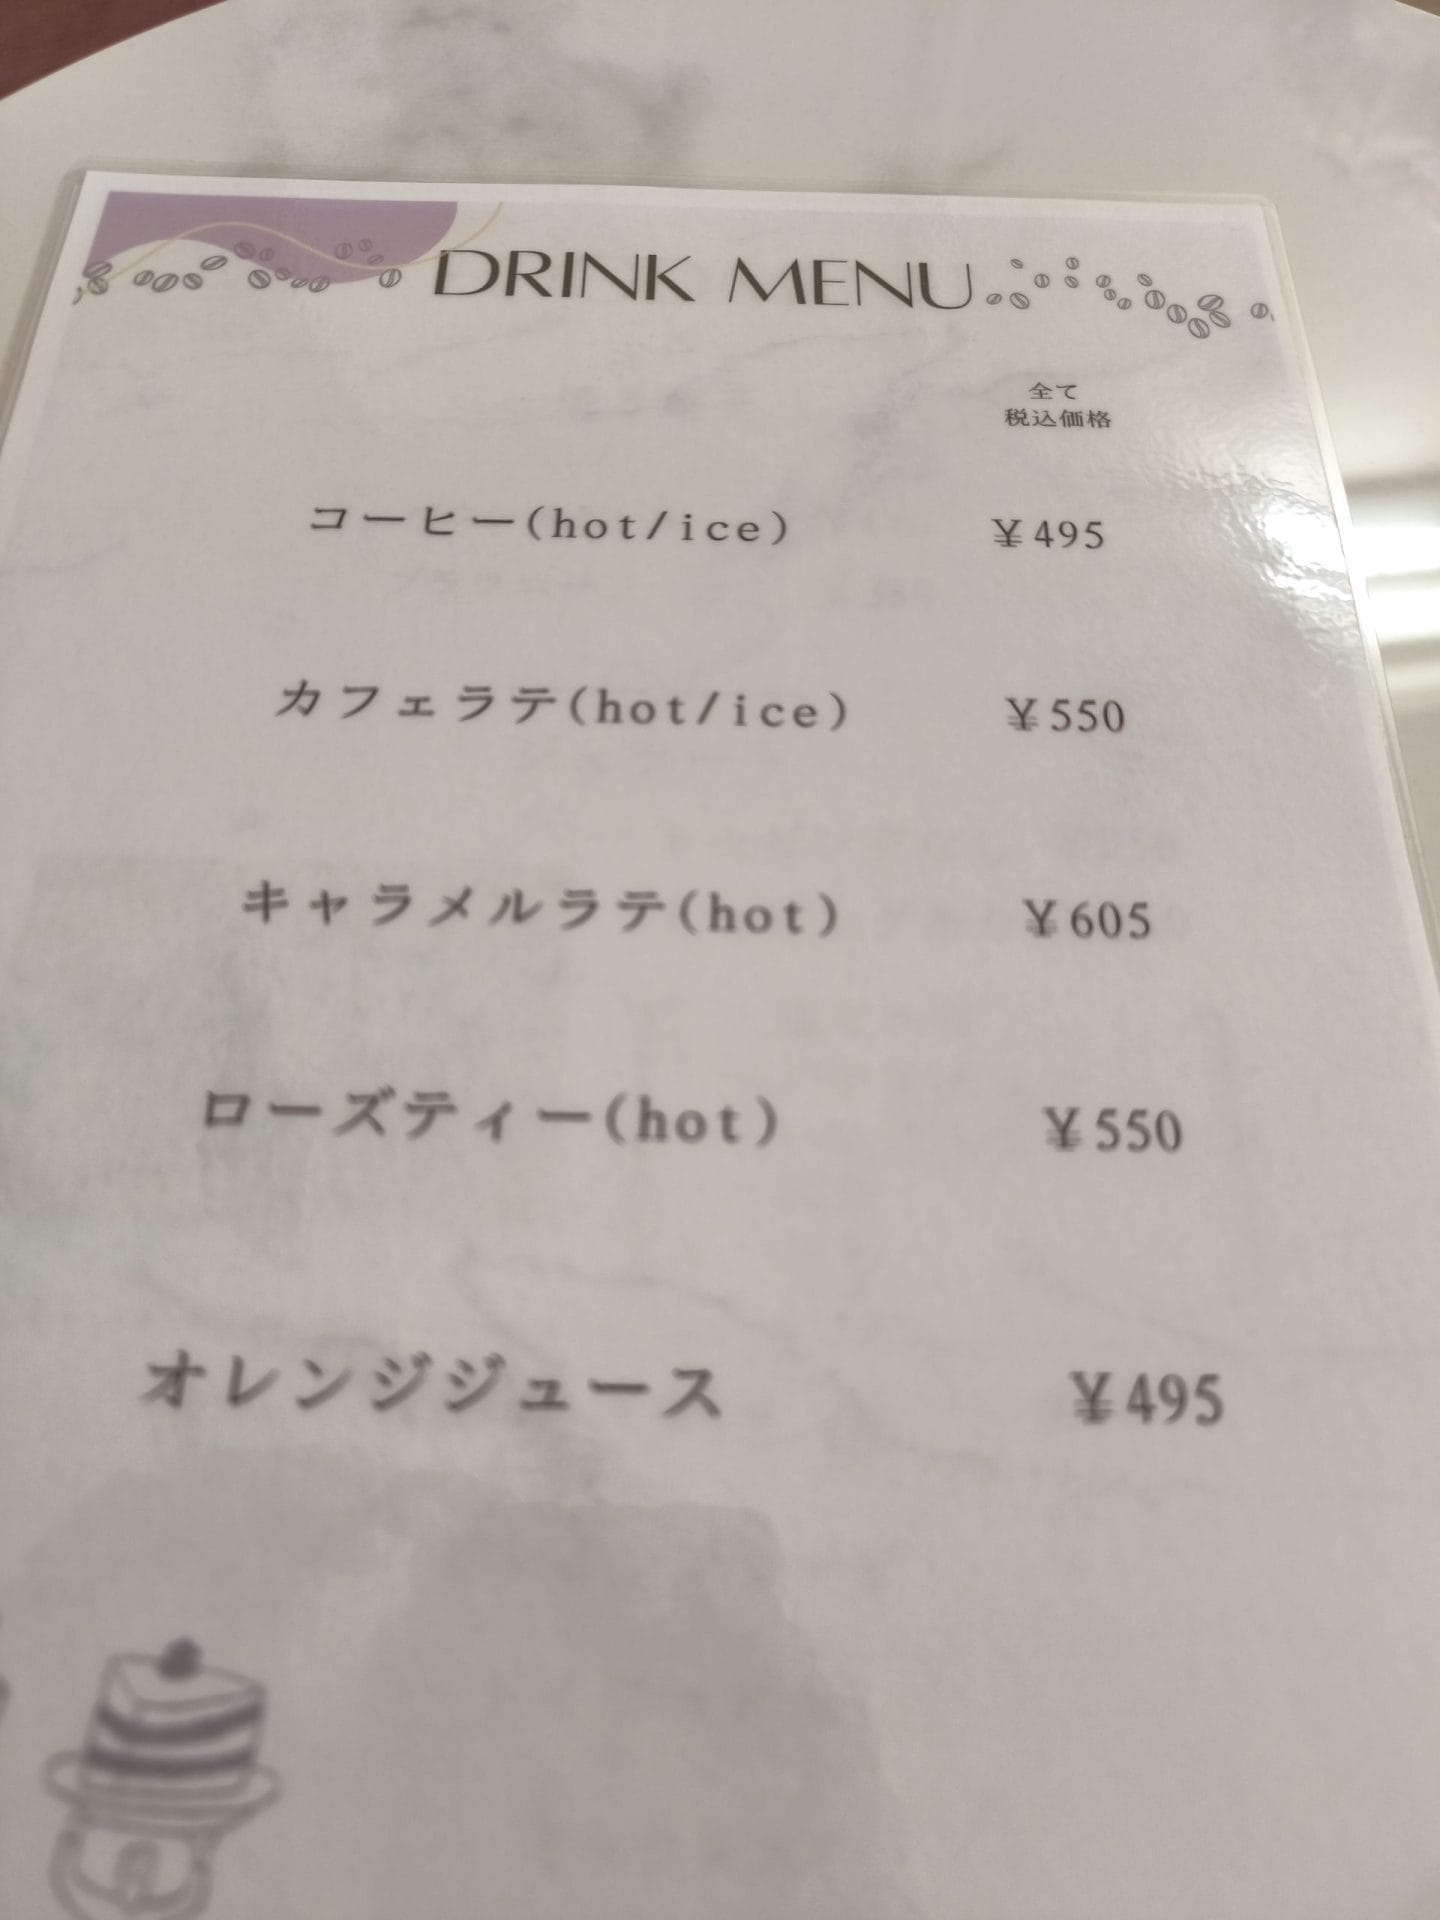 DRINK MENU
全て
税込価格
コーヒー(hot/ice) ¥495
カフェラテ(hot/ice) ¥550
キャラメルラテ(hot) ¥605
ローズティー(hot) ¥550
オレンジジュース ¥495